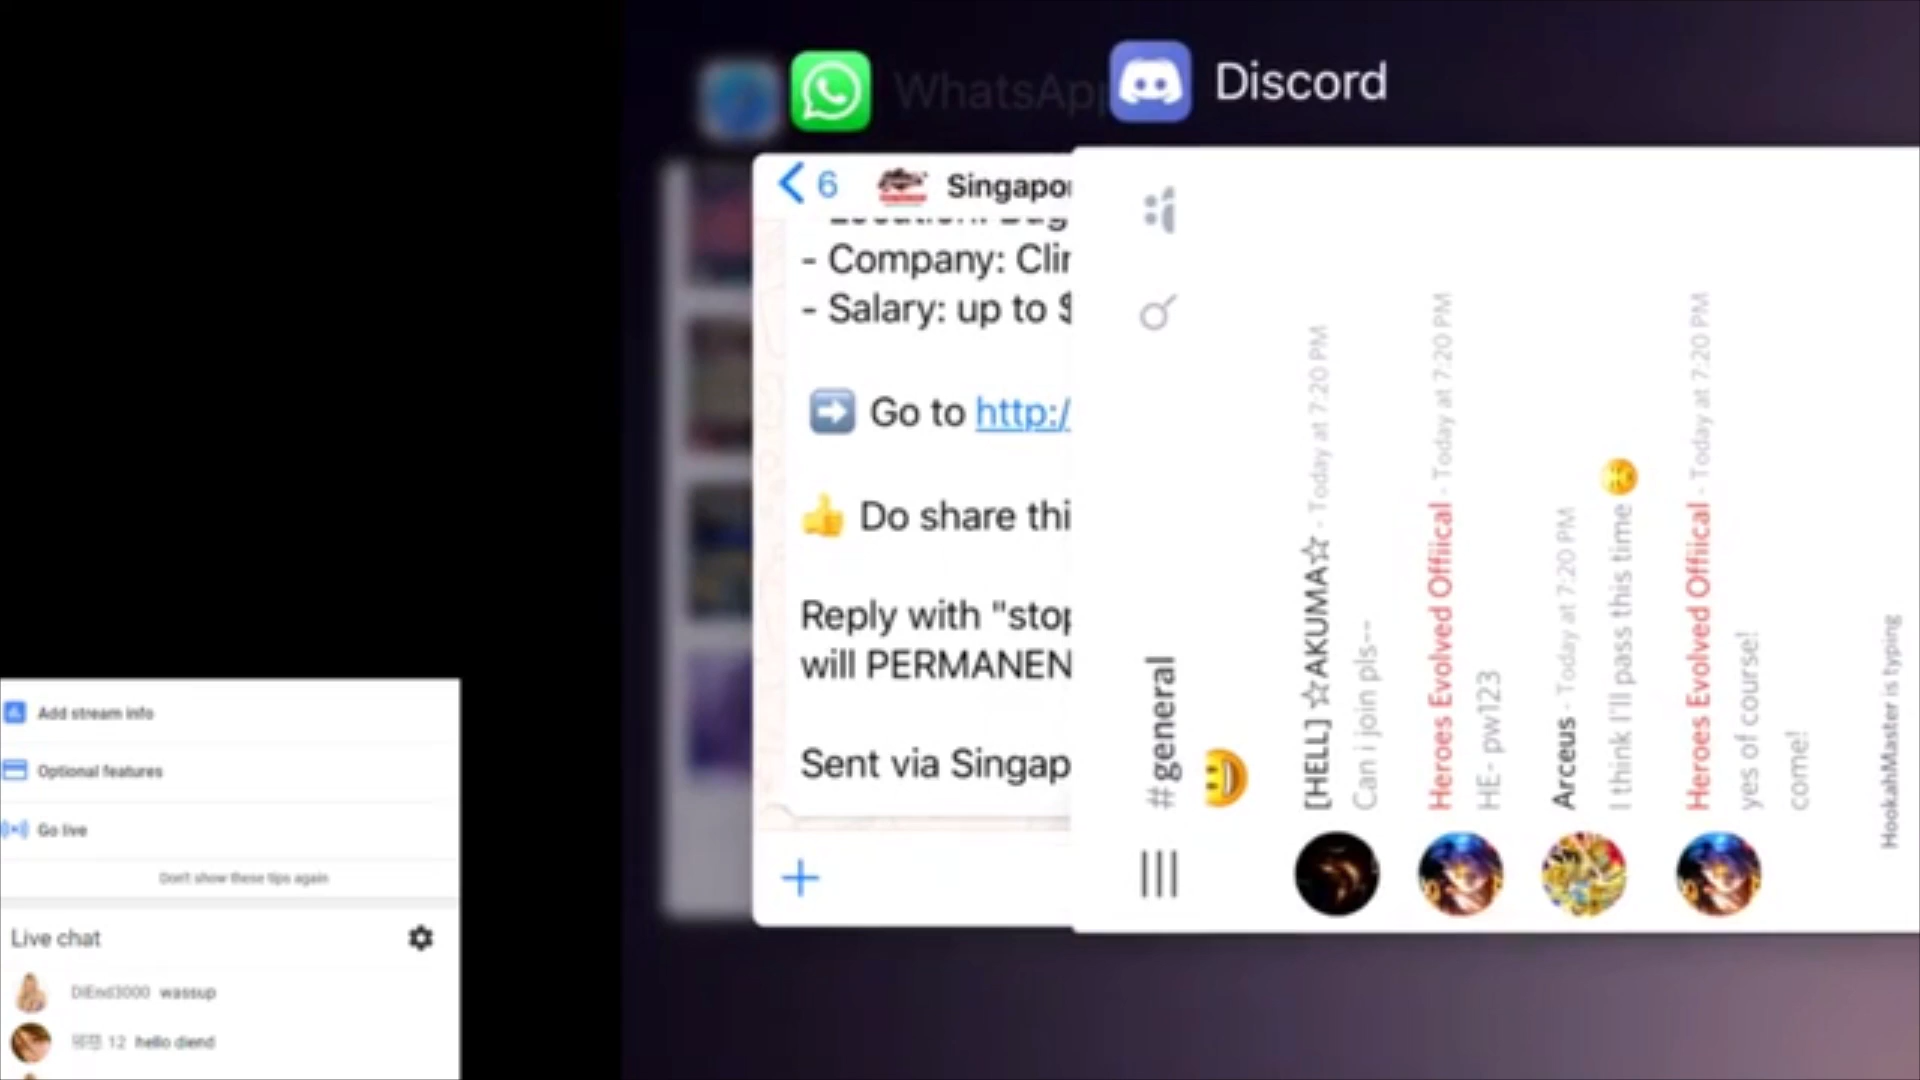 WhatsApp
Discord
6
Singapo
- Company: Clin
- Salary: up to $
Go to http:/
Do share thi
Reply with "stop
will PERMANEN
Sent via Singap
#general
[HELL] ☆AKUMA☆ - Today at 7:20 PM
Can i join pls--
Heroes Evolved Offiical - Today at 7:20 PM
HE- pw123
Arceus - Today at 7:20 PM
I think I'll pass this time
Heroes Evolved Offiical - Today at 7:20 PM
yes of course!
come!
HookahMaster is typing
Add stream info
Optional features
Go live
Don't show these tips again
Live chat
DiEnd3000 wassup
12 hello diend